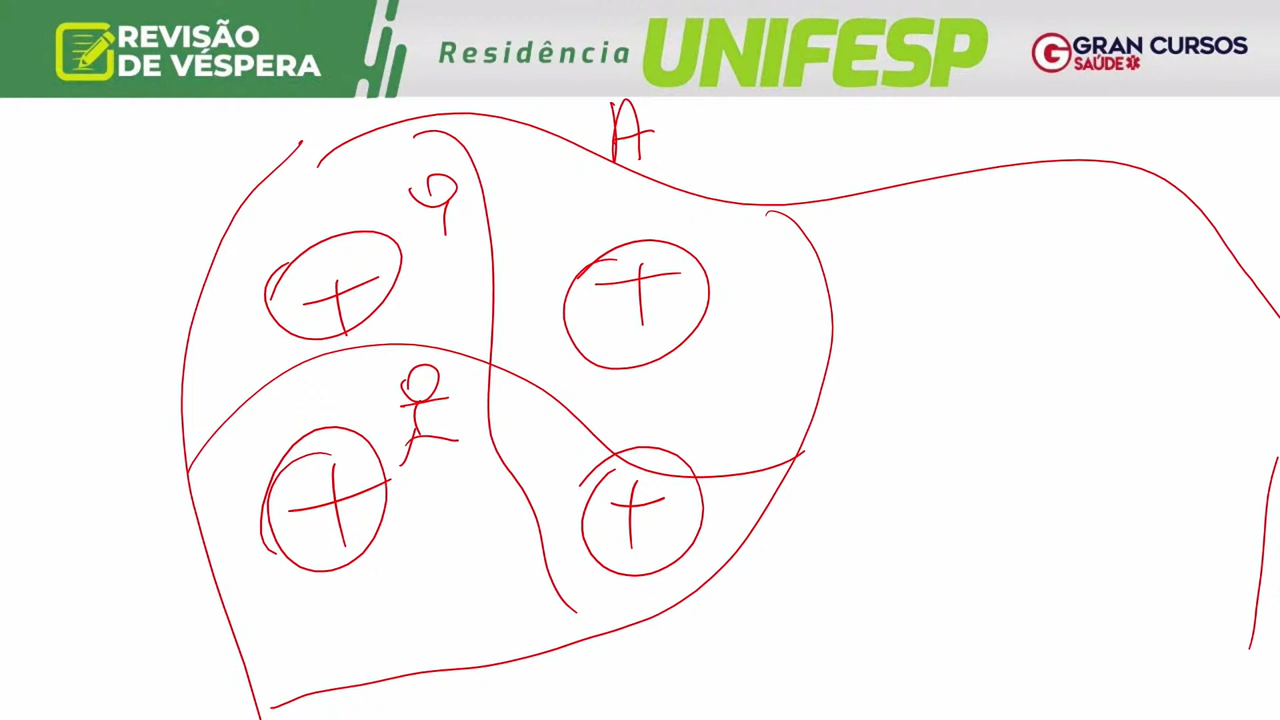 REVISÃO
DE VÉSPERA
Residência UNIFESP
GRAN CURSOS
SAÚDE
A
+
+
+
+